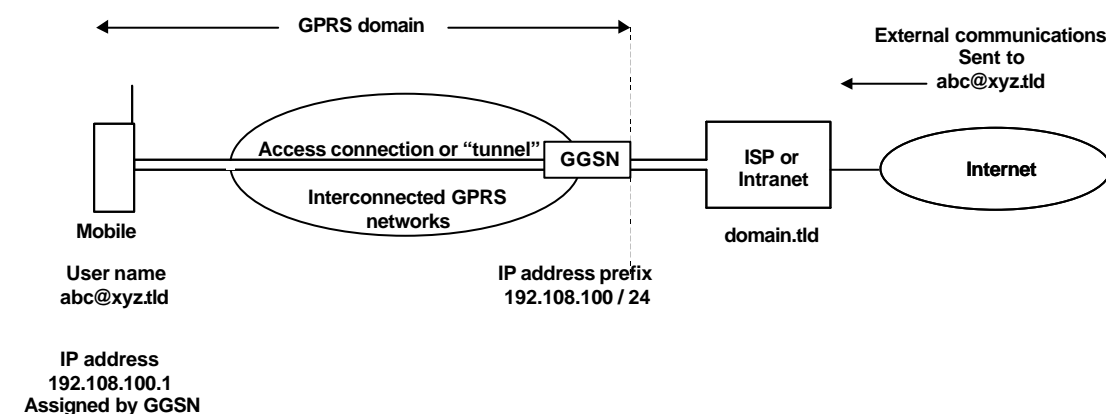 GPRS domain
External communications
Sent to
abc@xyz.tld
Access connection or “tunnel”
GGSN
ISP or
Intranet
Internet
Interconnected GPRS
networks
Mobile
domain.tld
User name
abc@xyz.tld
IP address prefix
192.108.100 / 24
IP address
192.108.100.1
Assigned by GGSN